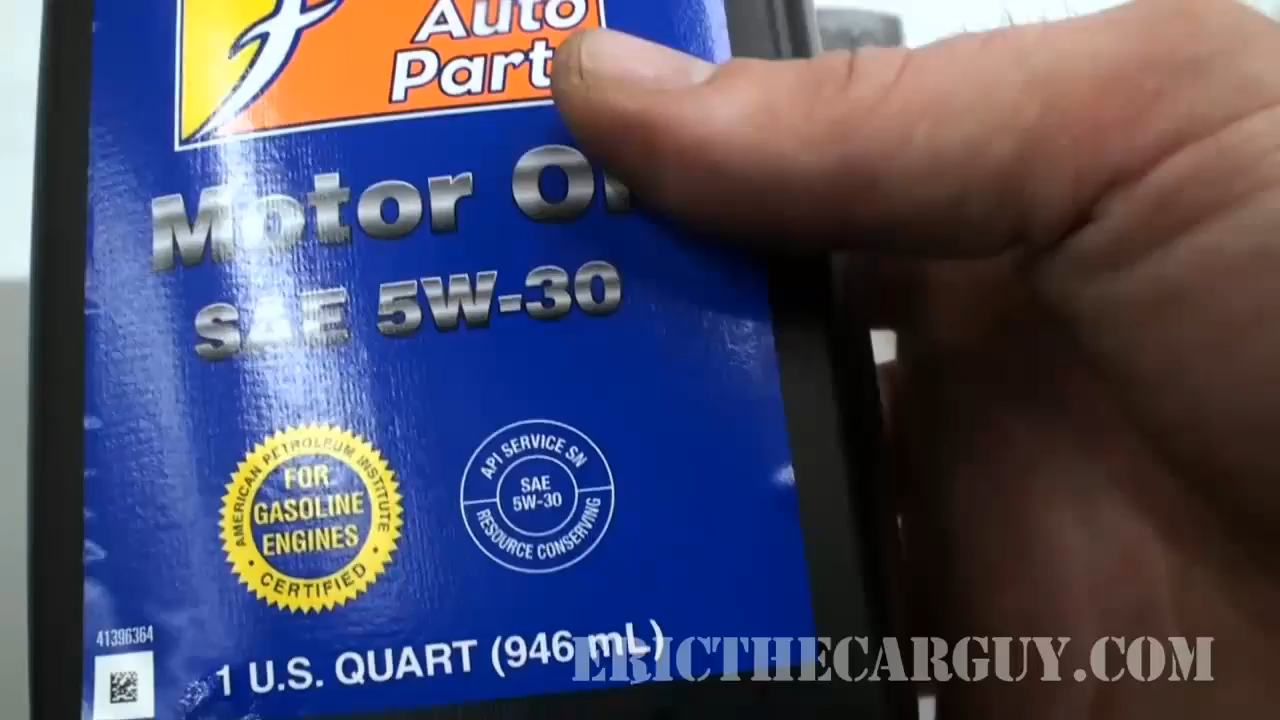 Auto
Part
Motor O
SAE 5W-30
AMERICAN PETROLEUM INSTITUTE
FOR
GASOLINE
ENGINES
CERTIFIED
API SERVICE SN
SAE
5W-30
RESOURCE CONSERVING
41396364
1 U.S. QUART (946 mL)
ERICTHECARGUY.COM